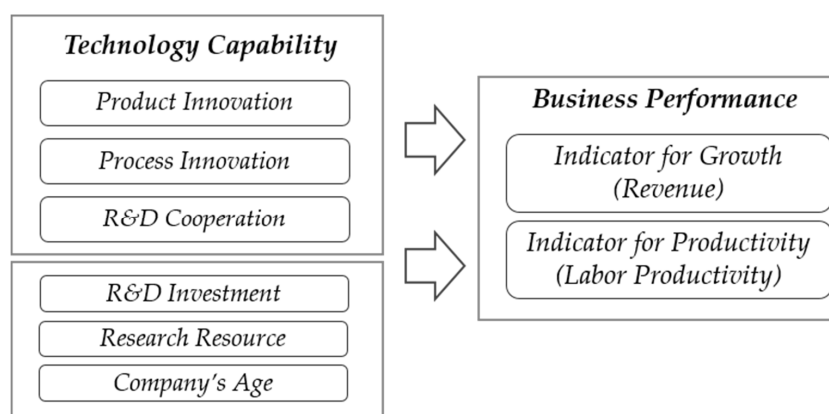 Technology Capability
Product Innovation
Process Innovation
R&D Cooperation
R&D Investment
Research Resource
Company's Age
Business Performance
Indicator for Growth
(Revenue)
Indicator for Productivity
(Labor Productivity)